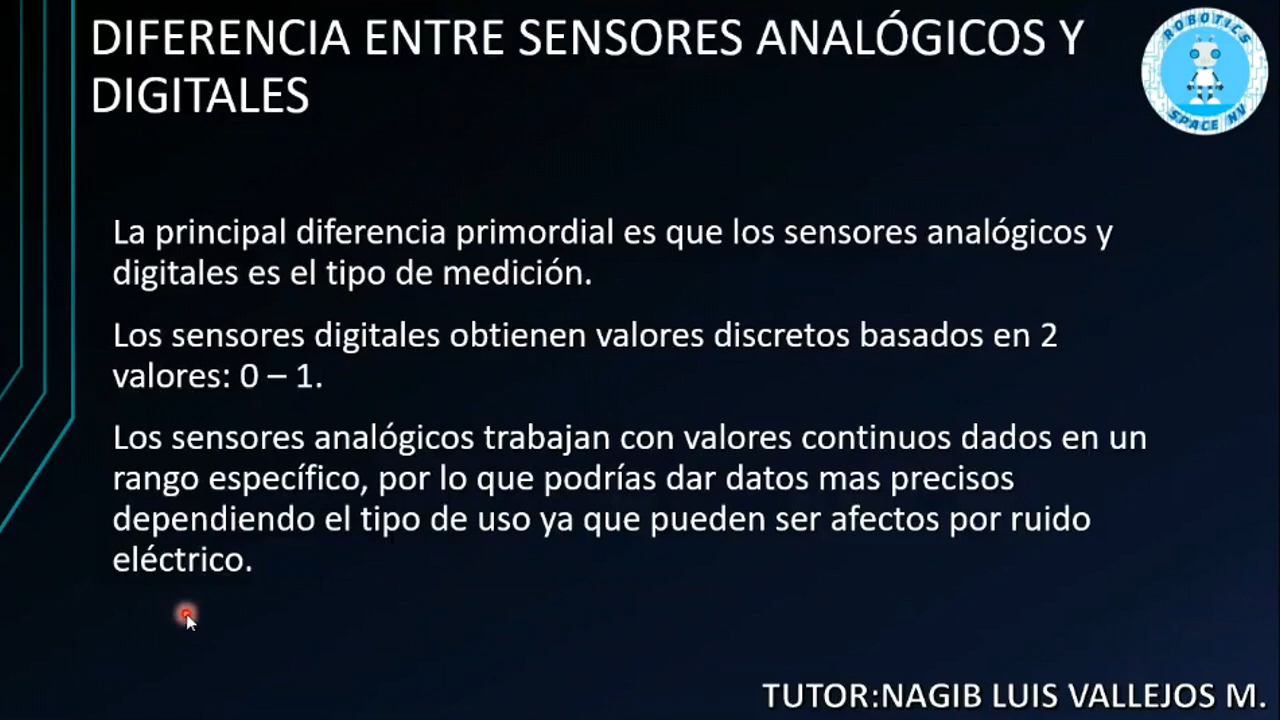 DIFERENCIA ENTRE SENSORES ANALÓGICOS Y
DIGITALES
ROBOTICS
SPACE NV
La principal diferencia primordial es que los sensores analógicos y
digitales es el tipo de medición.
Los sensores digitales obtienen valores discretos basados en 2
valores: 0 – 1.
Los sensores analógicos trabajan con valores continuos dados en un
rango específico, por lo que podrías dar datos mas precisos
dependiendo el tipo de uso ya que pueden ser afectos por ruido
eléctrico.
TUTOR:NAGIB LUIS VALLEJOS M.